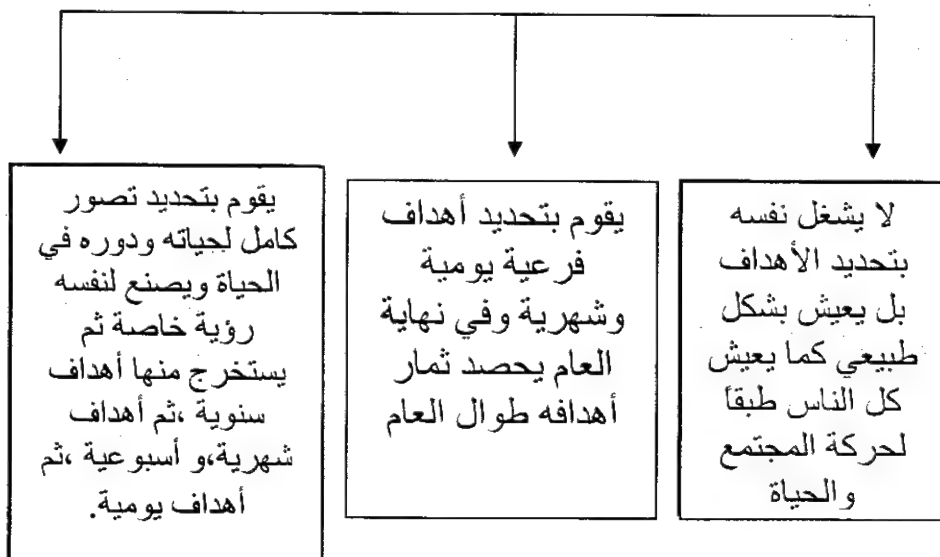 لا يشغل نفسه
بتحديد الأهداف
بل يعيش بشكل
طبيعي كما يعيش
كل الناس طبقاً
لحركة المجتمع
والحياة
يقوم بتحديد أهداف
فرعية يومية
وشهرية وفي نهاية
العام يحصد ثمار
أهدافه طوال العام
يقوم بتحديد تصور
كامل لحياته ودوره في
الحياة ويصنع لنفسه
رؤية خاصة ثم
يستخرج منها أهداف
سنوية ،ثم أهداف
شهرية،و أسبوعية ،ثم
أهداف يومية.